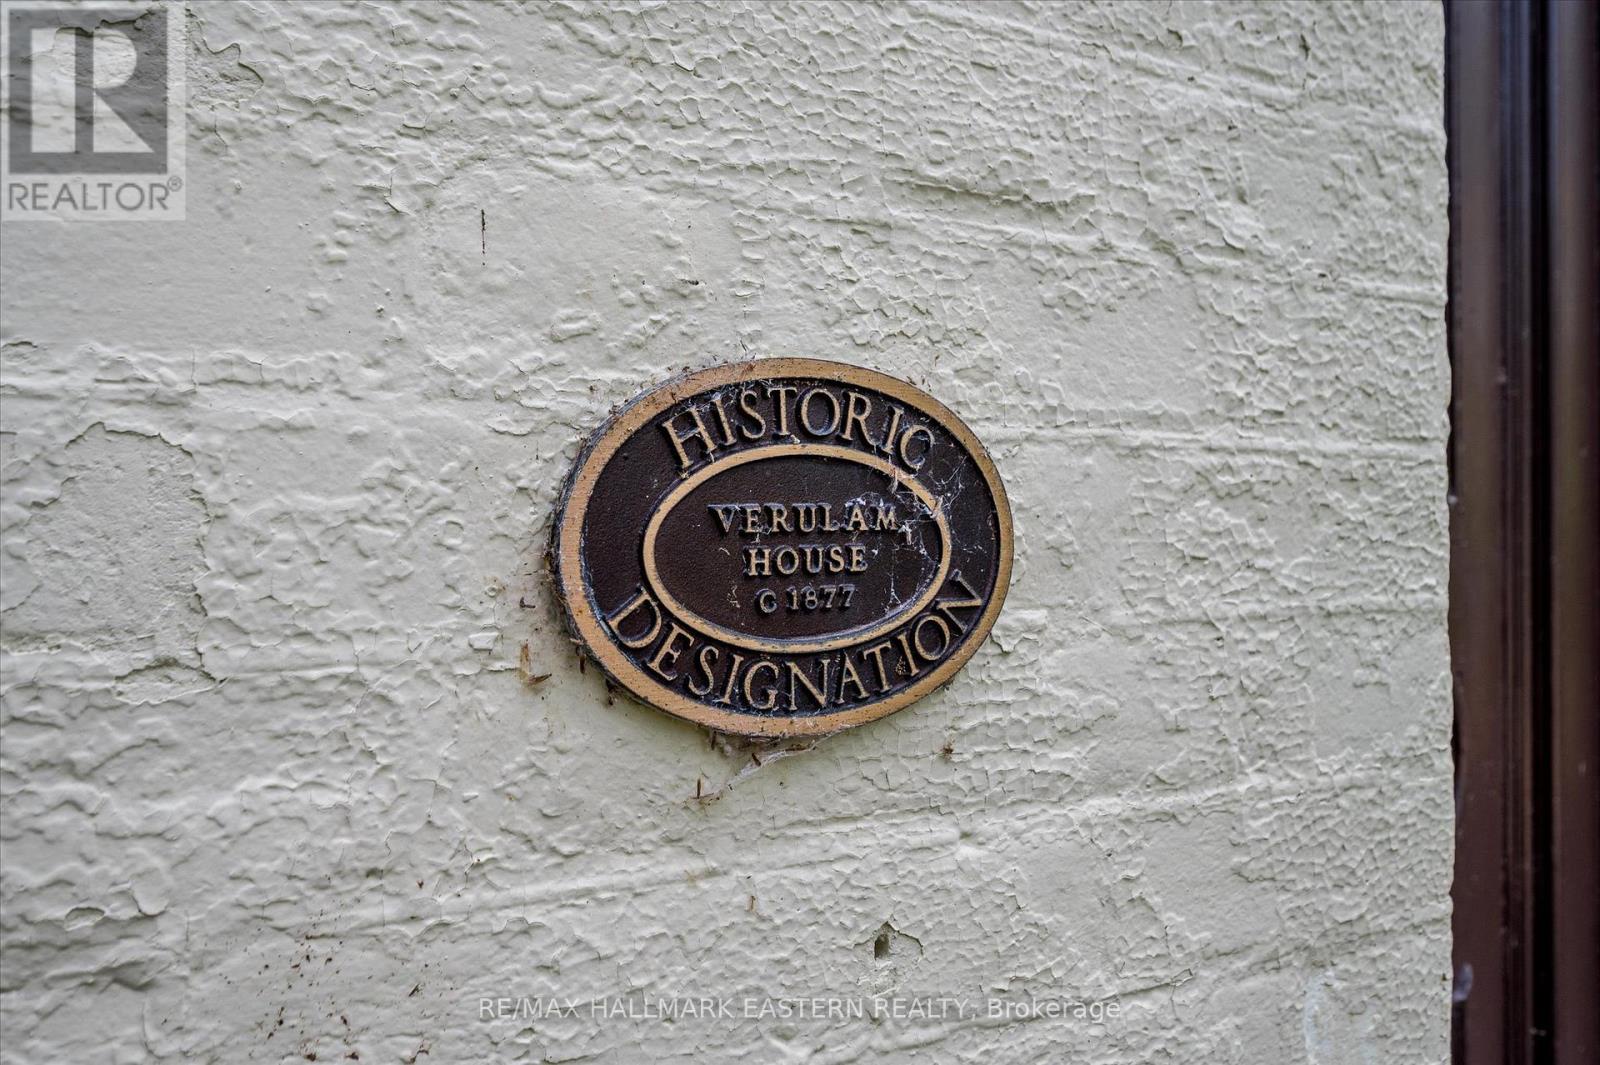 REALTOR®
HISTORIC
VERULAM
HOUSE
C 1877
DESIGNATION
RE/MAX HALLMARK EASTERN REALTY, Brokerage